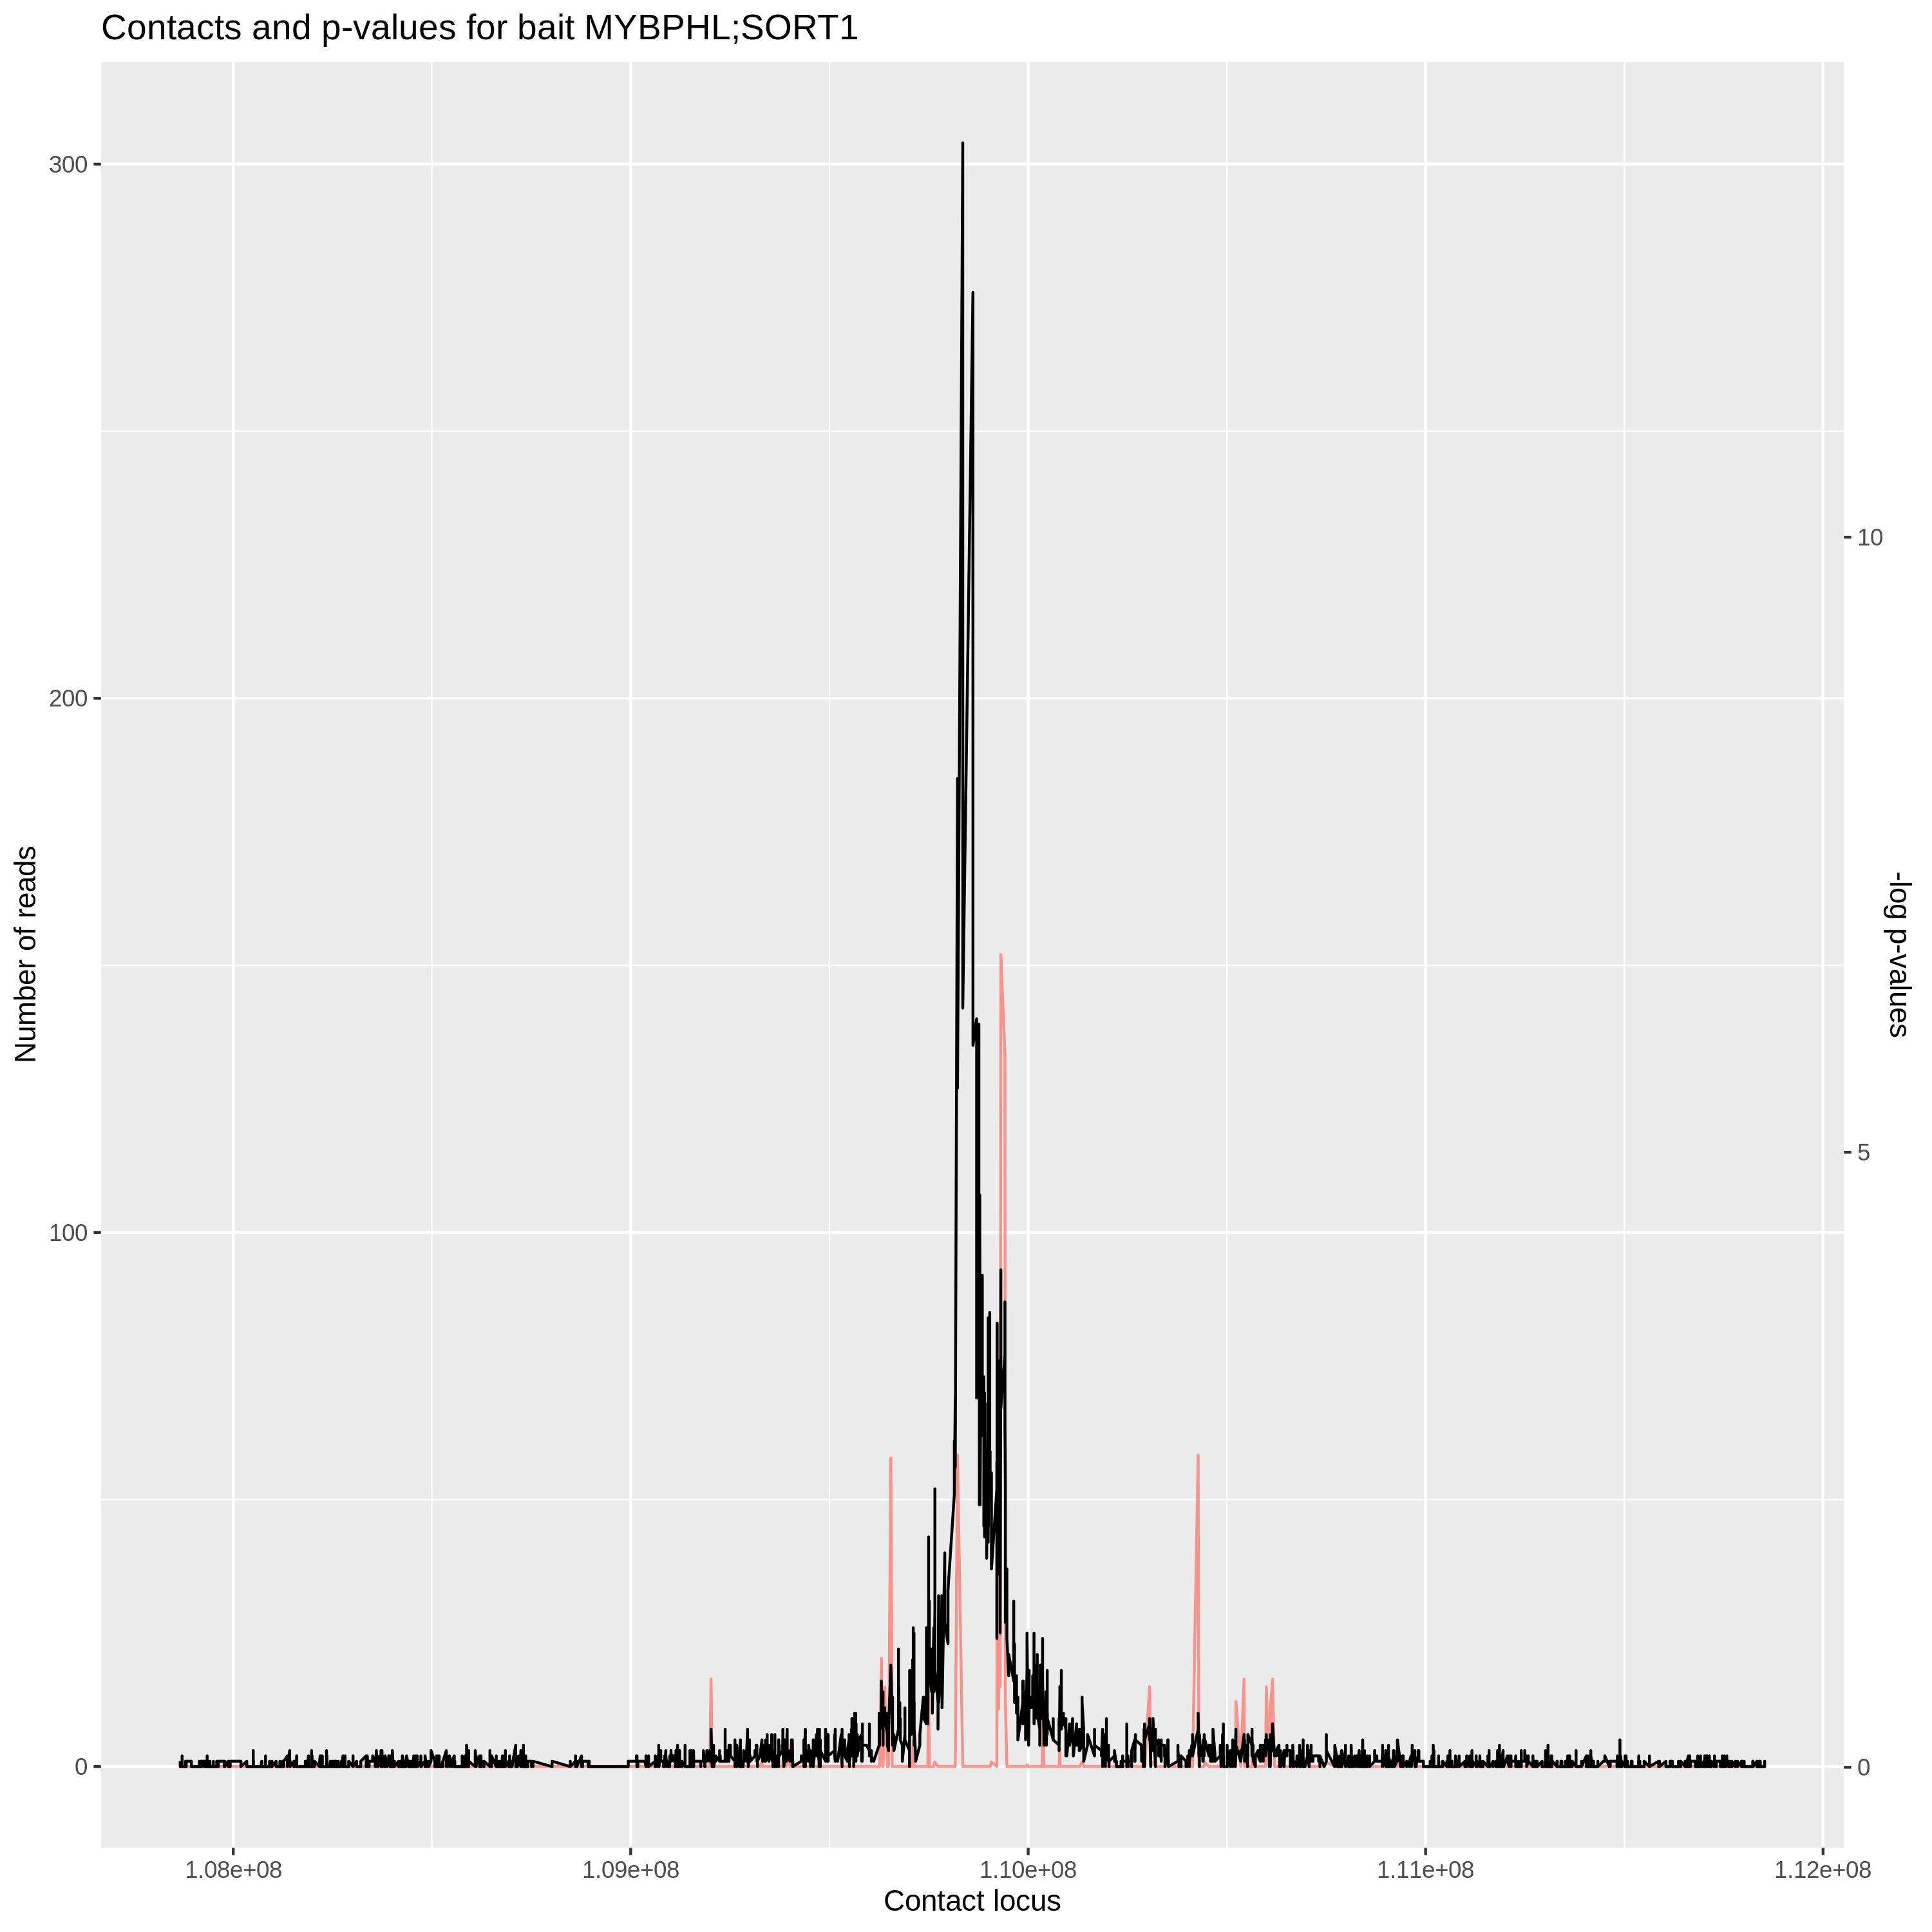 Contacts and p-values for bait MYBPHL;SORT1
300
200
100
0
Number of reads
10
5
0
-log p-values
1.08e+08 1.09e+08 1.10e+08 1.11e+08 1.12e+08
Contact locus